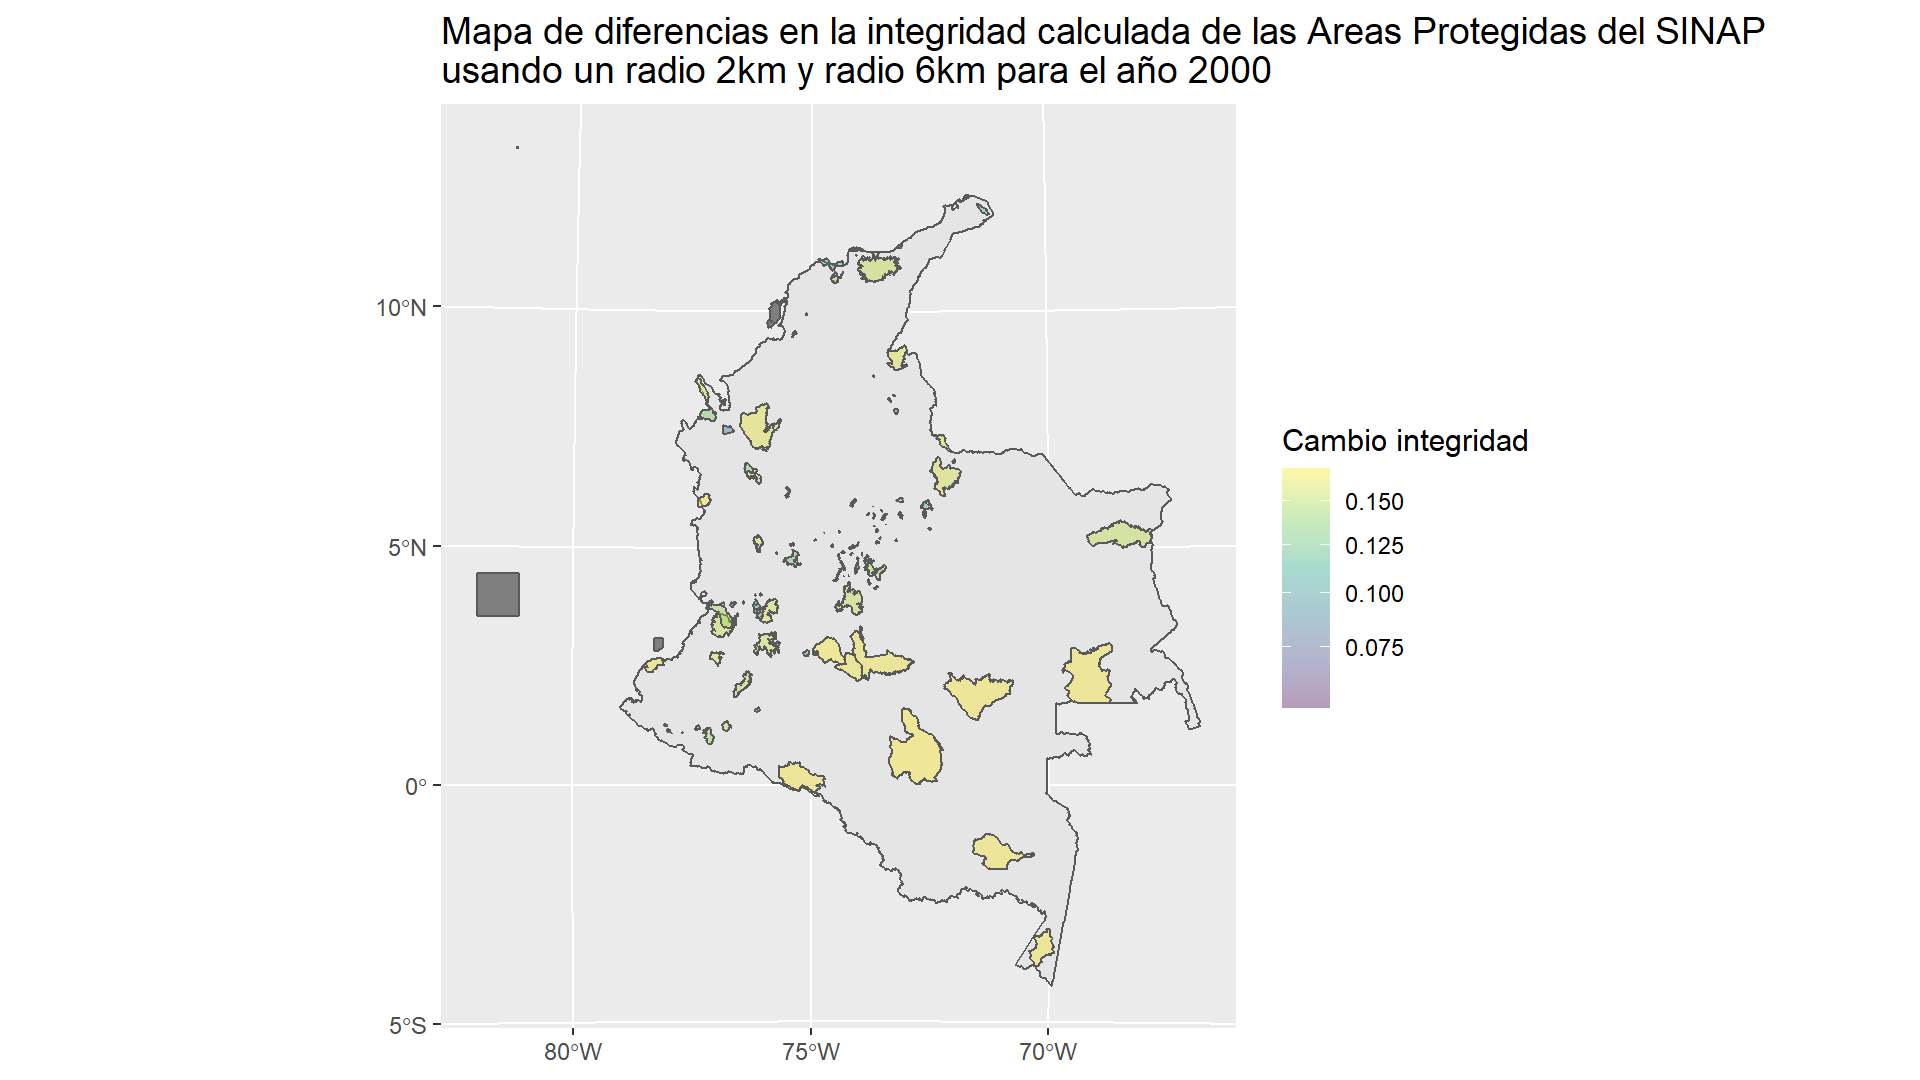 Mapa de diferencias en la integridad calculada de las Areas Protegidas del SINAP
usando un radio 2km y radio 6km para el año 2000
10°N
5°N
0°
5°S
80°W
75°W
70°W
Cambio integridad
0.150
0.125
0.100
0.075